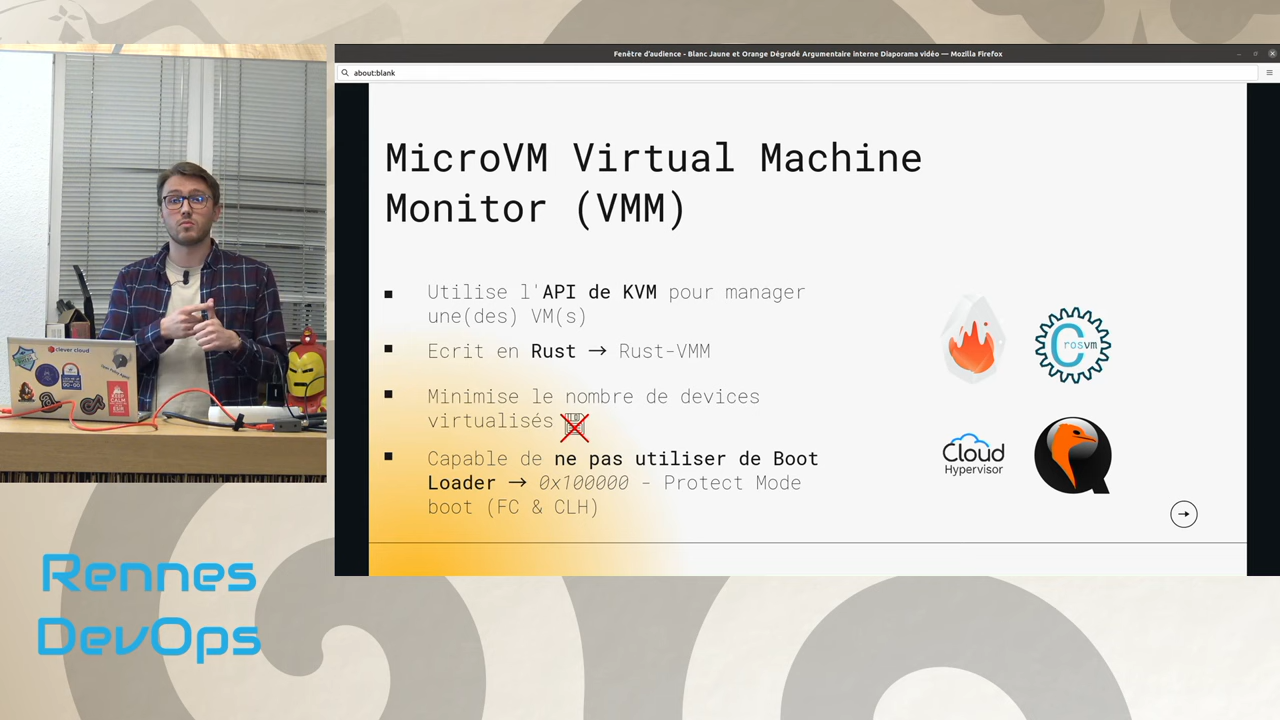 Fenêtre d'audience - Blanc Jaune et Orange Dégradé Argumentaire Interne Diaporama vidéo — Mozilla Firefox
about:blank
MicroVM Virtual Machine
Monitor (VMM)
Utilise l'API de KVM pour manager
une(des) VM(s)
Ecrit en Rust → Rust-VMM
Minimise le nombre de devices
virtualisés
Capable de ne pas utiliser de Boot
Loader → 0x100000 - Protect Mode
boot (FC & CLH)
Crosvm
Cloud
Hypervisor
clever cloud
KEEP
CALM
Rennes
DevOps